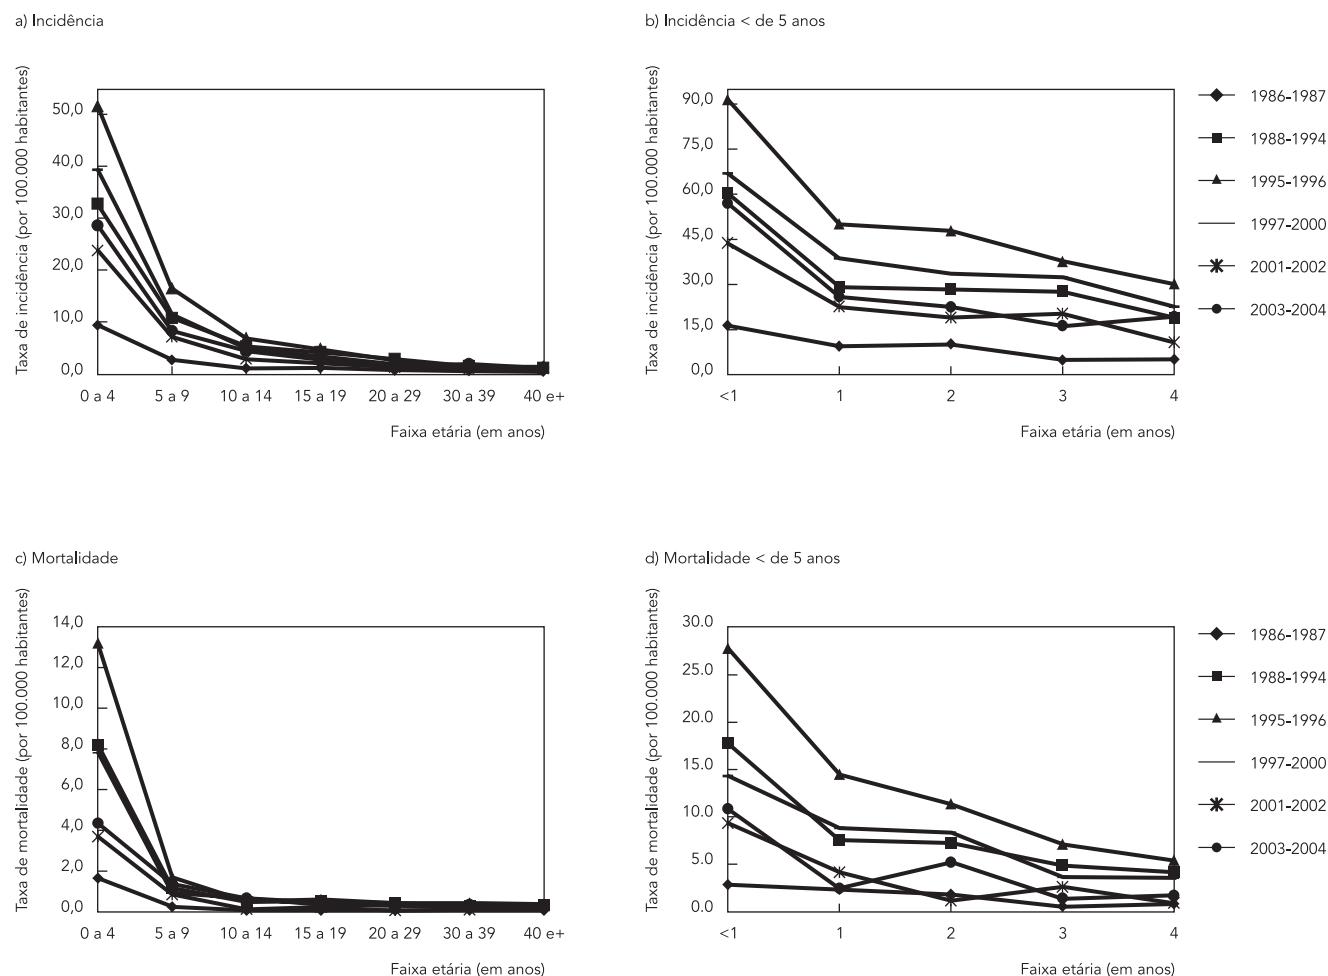 a) Incidência
Taxa de incidência (por 100.000 habitantes)
50,0
40,0
30,0
20,0
10,0
0,0
0 a 4 5 a 9 10 a 14 15 a 19 20 a 29 30 a 39 40 e+
Faixa etária (em anos)
b) Incidência < de 5 anos
Taxa de incidência (por 100.000 habitantes)
90,0
75,0
60,0
45,0
30,0
15,0
0,0
<1 1 2 3 4
Faixa etária (em anos)
1986-1987
1988-1994
1995-1996
1997-2000
2001-2002
2003-2004
c) Mortalidade
Taxa de mortalidade (por 100.000 habitantes)
14,0
12,0
10,0
8,0
6,0
4,0
2,0
0,0
0 a 4 5 a 9 10 a 14 15 a 19 20 a 29 30 a 39 40 e+
Faixa etária (em anos)
d) Mortalidade < de 5 anos
Taxa de mortalidade (por 100.000 habitantes)
30.0
25.0
20.0
15.0
10.0
5.0
0.0
<1 1 2 3 4
Faixa etária (em anos)
1986-1987
1988-1994
1995-1996
1997-2000
2001-2002
2003-2004